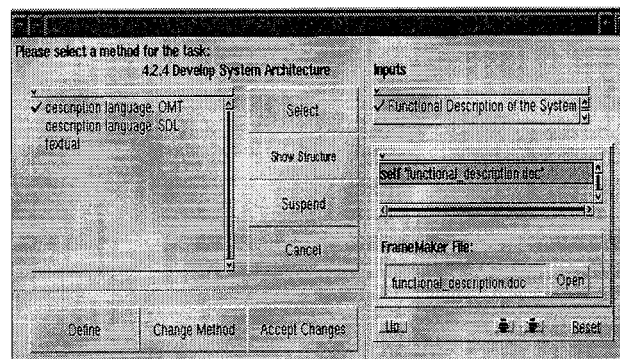 Please select a method for the task:
4.2.4 Develop System Architecture
✓ description language, OMT
description language, SDL
textual
Select
Show Structure
Suspend
Cancel
Define
Change Method
Accept Changes
Inputs
✓ Functional Description of the System
self "functional_description.doc"
FrameMaker File:
functional_description.doc
Open
Up
Reset